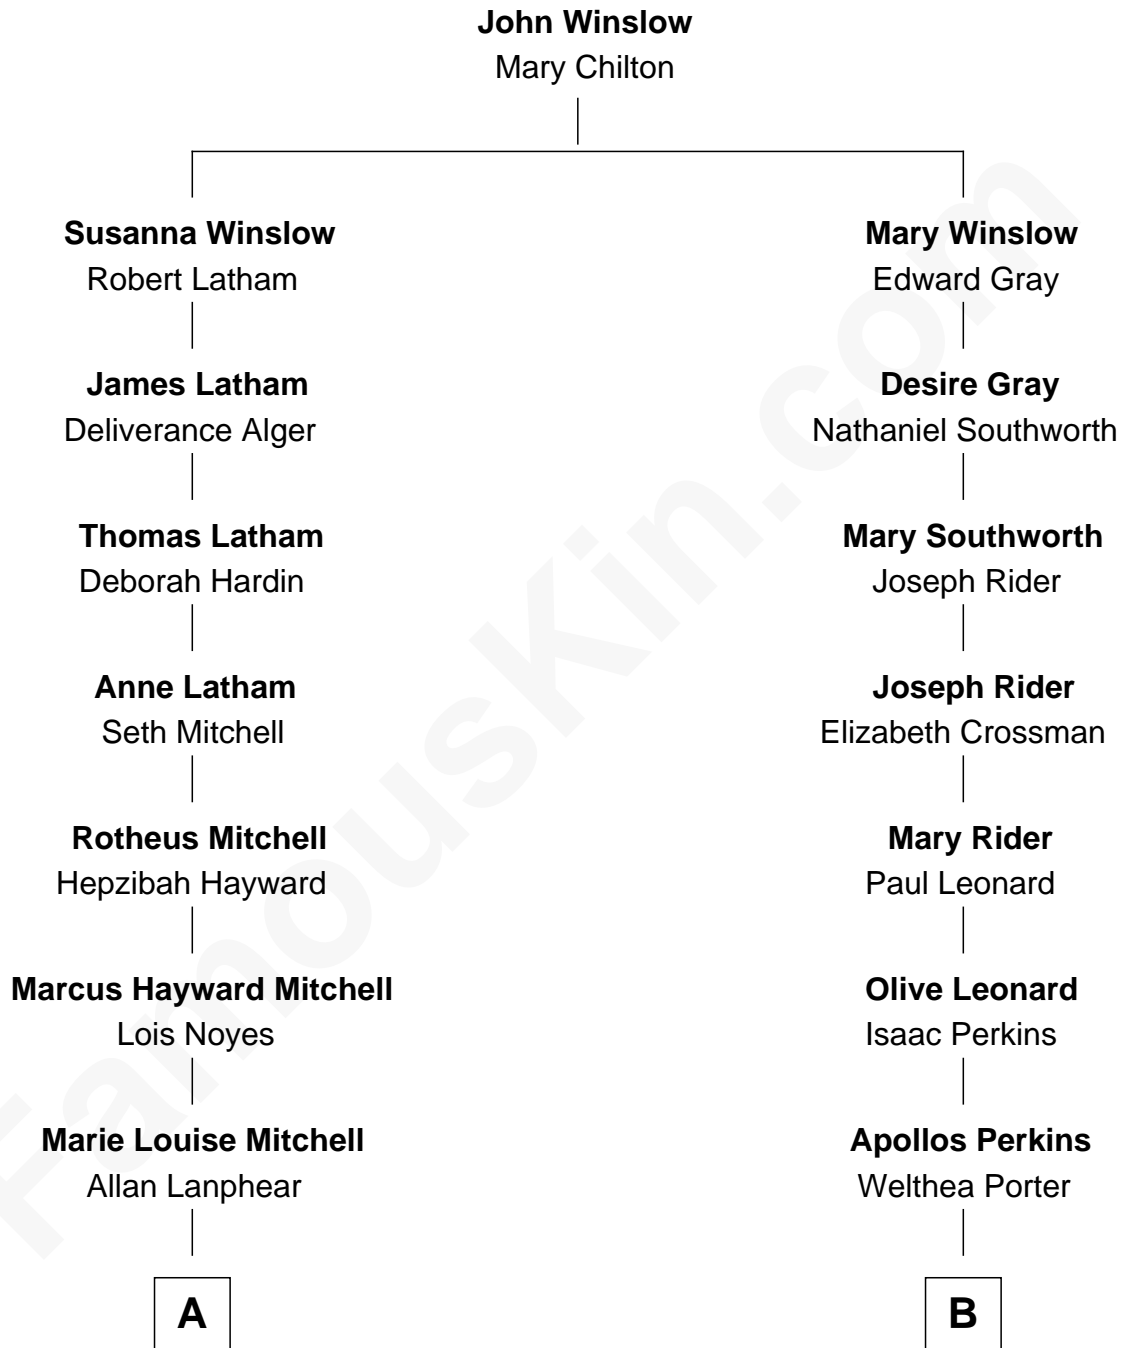 John Winslow
Mary Chilton
Susanna Winslow
Robert Latham
Mary Winslow
Edward Gray
James Latham
Deliverance Alger
Desire Gray
Nathaniel Southworth
Thomas Latham
Deborah Hardin
Mary Southworth
Joseph Rider
Anne Latham
Seth Mitchell
Joseph Rider
Elizabeth Crossman
Rotheus Mitchell
Hepzibah Hayward
Mary Rider
Paul Leonard
Marcus Hayward Mitchell
Lois Noyes
Olive Leonard
Isaac Perkins
Marie Louise Mitchell
Allan Lanphear
Apollos Perkins
Welthea Porter
A
B
FamousKin.com